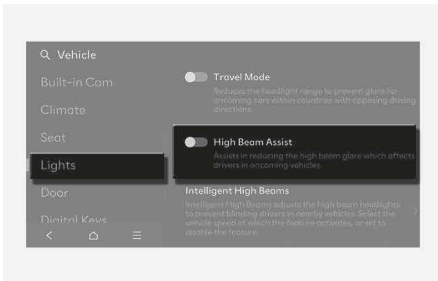 Vehicle
Built-in Cam
Climate
Seat
Lights
Door
Digital Keys
Travel Mode
Reduces the headlight range to prevent glare for
oncoming cars within countries with opposing driving
directions.
High Beam Assist
Assists in reducing the high beam glare which affects
drivers in oncoming vehicles.
Intelligent High Beams
Intelligent High Beams adjusts the high beam headlights
to prevent blinding drivers in nearby vehicles. Select the
vehicle speed at which the feature activates, or set to
disable the feature.